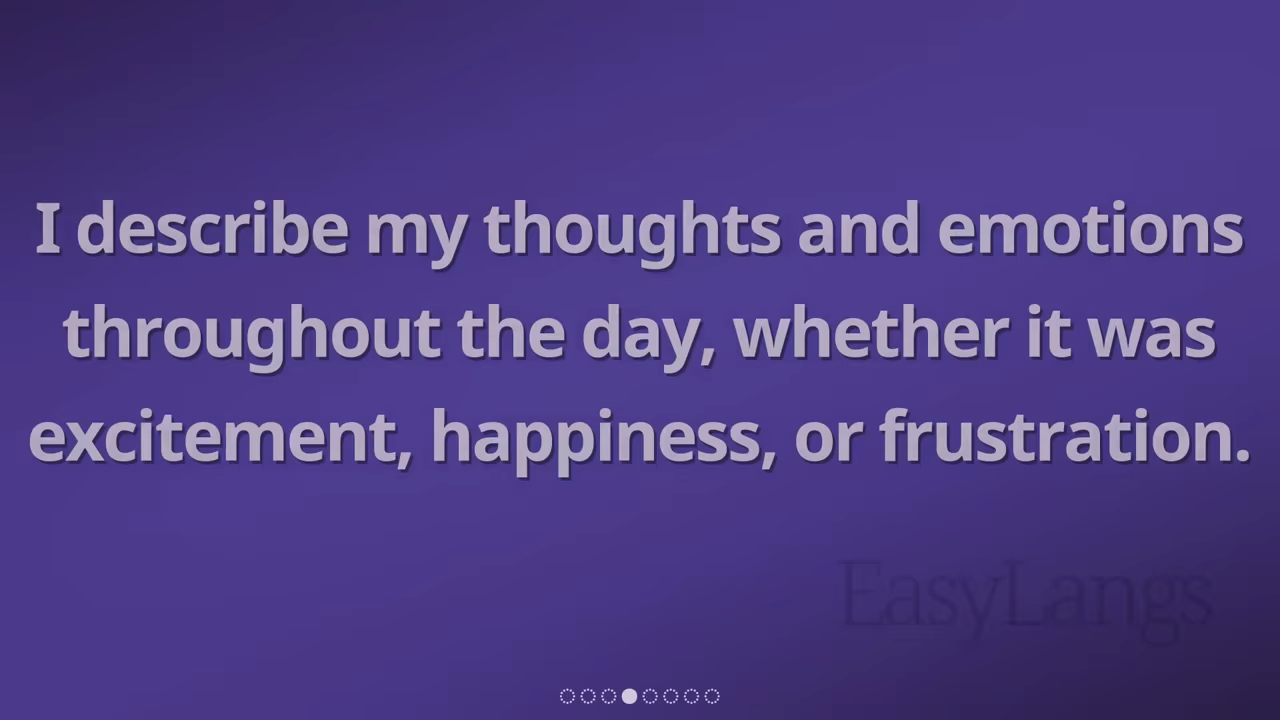 I describe my thoughts and emotions
throughout the day, whether it was
excitement, happiness, or frustration.
EasyLangs